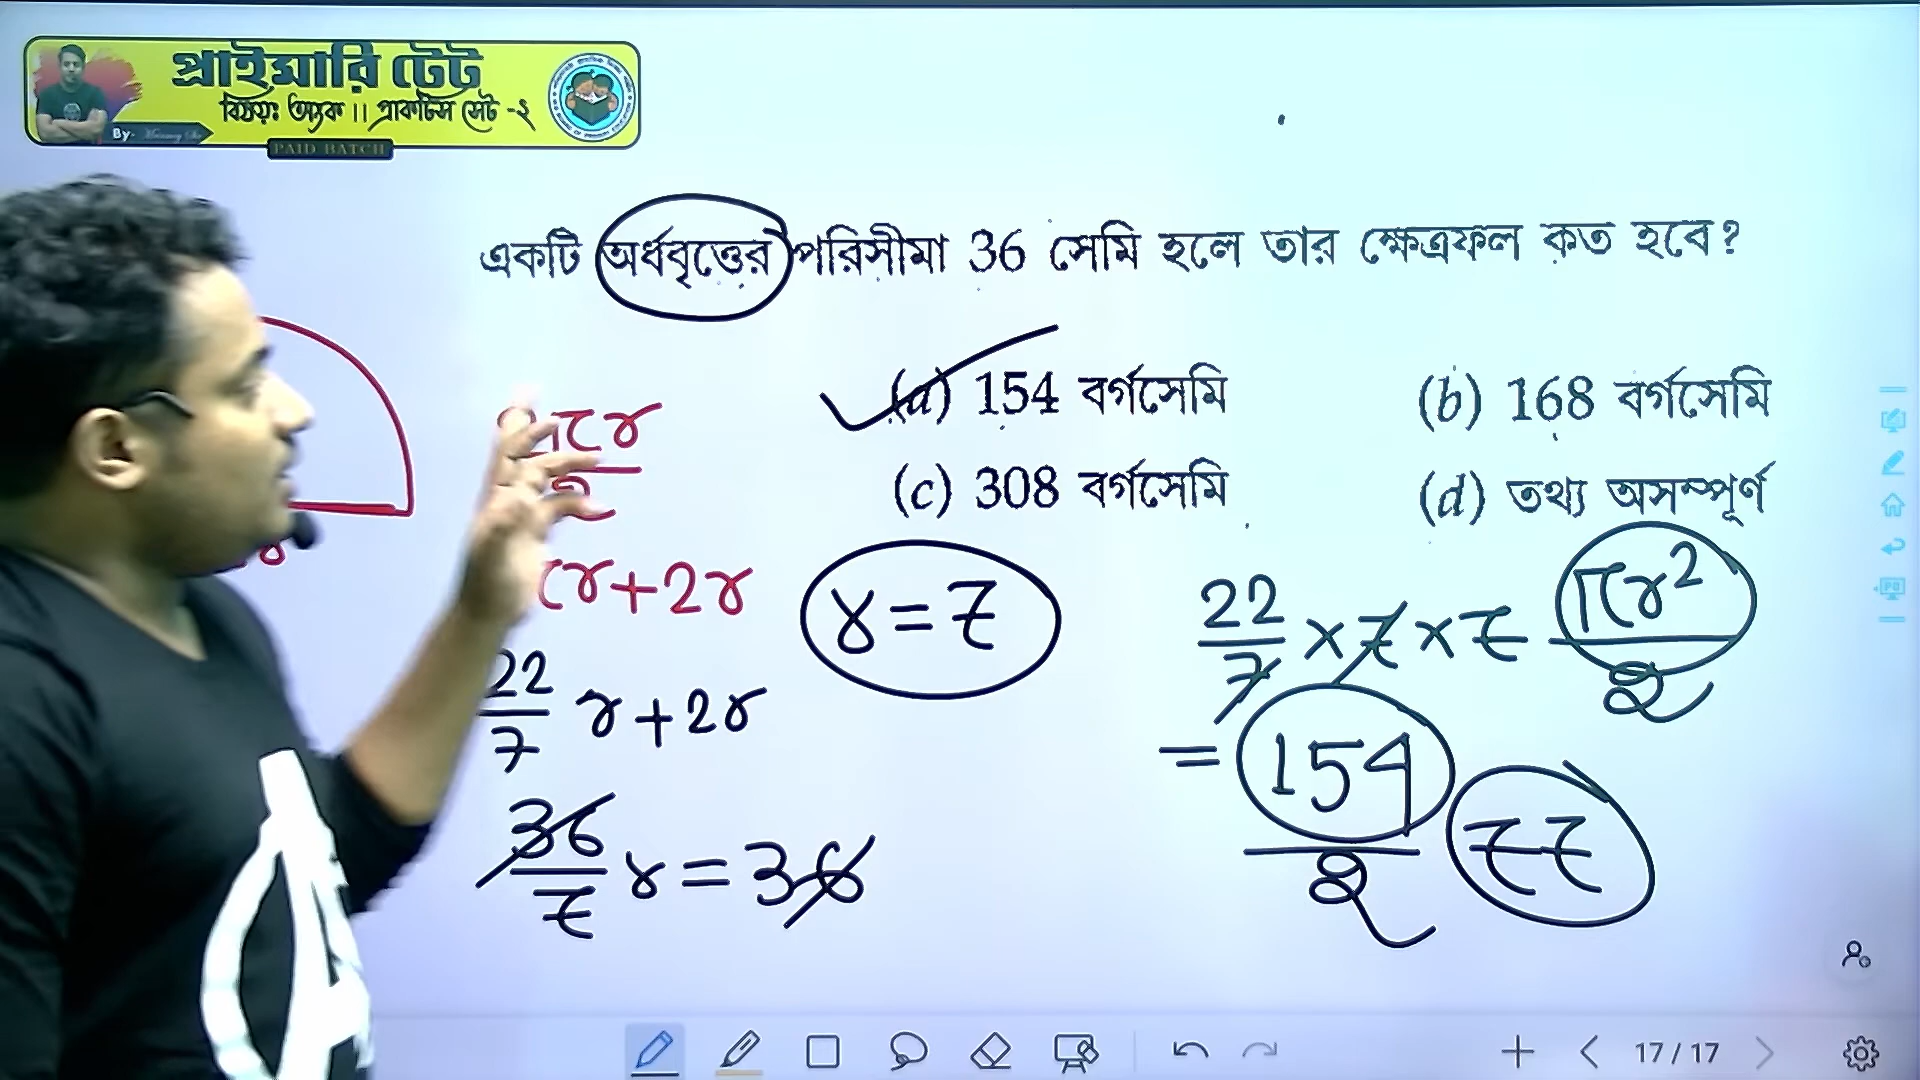 প্রাইমারি টেট
বিষয়ঃ অংক ।। প্রাকটিস সেট -২
By-
PAID BATCH
একটি অর্ধবৃত্তের পরিসীমা 36 সেমি হলে তার ক্ষেত্রফল কত হবে?
(a) 154 বর্গসেমি (b) 168 বর্গসেমি
(c) 308 বর্গসেমি (d) তথ্য অসম্পূর্ণ
πr
2
r+2r
r=7
22/7 × 7 × 7 πr²/2
22/7 r+2r
= 154/2 77
36/7 r=36
17/17